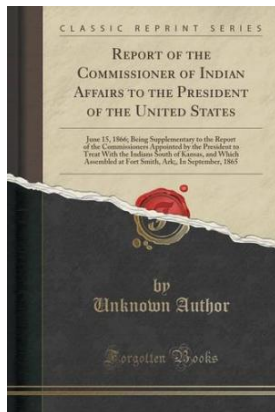 CLASSIC REPRINT SERIES
REPORT OF THE
COMMISSIONER OF INDIAN
AFFAIRS TO THE PRESIDENT
OF THE UNITED STATES
June 15, 1866; Being Supplementary to the Report
of the Commissioners Appointed by the President to
Treat With the Indians South of Kansas, and Which
Assembled at Fort Smith, Ark;, In September, 1865
by
Unknown Author
Forgotten Books